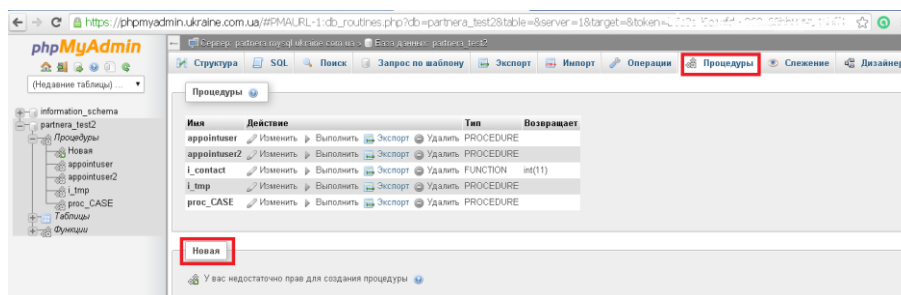 https://phpmyadmin.ukraine.com.ua/#PMAURL-1:db_routines.php?db=partnera_test2&table=&server=1&target=&token=
phpMyAdmin
(Недавние таблицы) ...
information_schema
partnera_test2
Процедуры
Новая
appointuser
appointuser2
i_tmp
proc_CASE
Таблицы
Функции
Сервер: partnera.mysql.ukraine.com.ua » База данных: partnera_test2
Структура SQL Поиск Запрос по шаблону Экспорт Импорт Операции Процедуры Слежение Дизайнер
Процедуры
Имя Действие Тип Возвращает
appointuser Изменить Выполнить Экспорт Удалить PROCEDURE
appointuser2 Изменить Выполнить Экспорт Удалить PROCEDURE
i_contact Изменить Выполнить Экспорт Удалить FUNCTION int(11)
i_tmp Изменить Выполнить Экспорт Удалить PROCEDURE
proc_CASE Изменить Выполнить Экспорт Удалить PROCEDURE
Новая
У вас недостаточно прав для создания процедуры